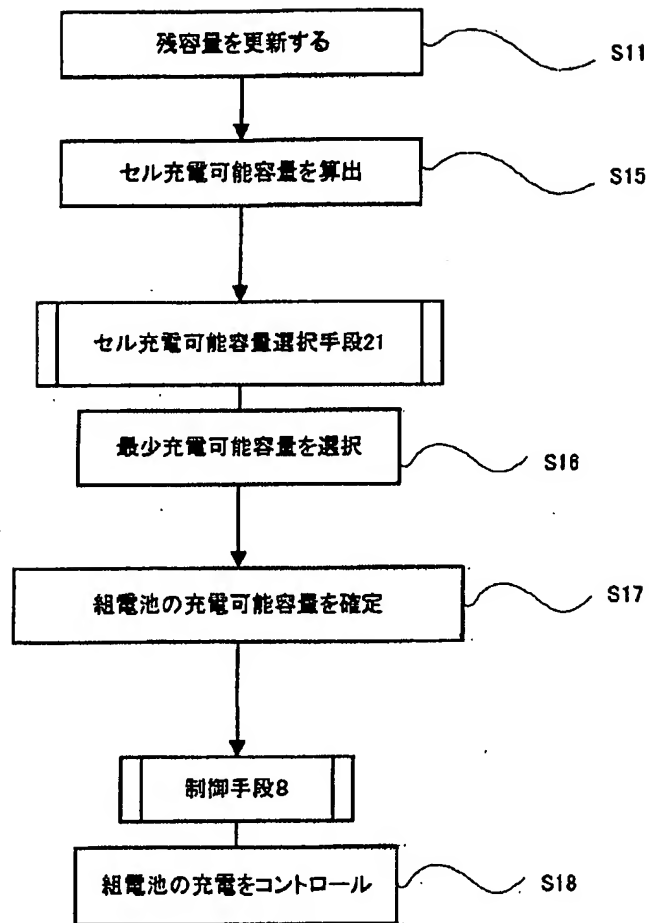 残容量を更新する
S11
セル充電可能容量を算出
S15
セル充電可能容量選択手段21
最少充電可能容量を選択
S16
組電池の充電可能容量を確定
S17
制御手段8
組電池の充電をコントロール
S18